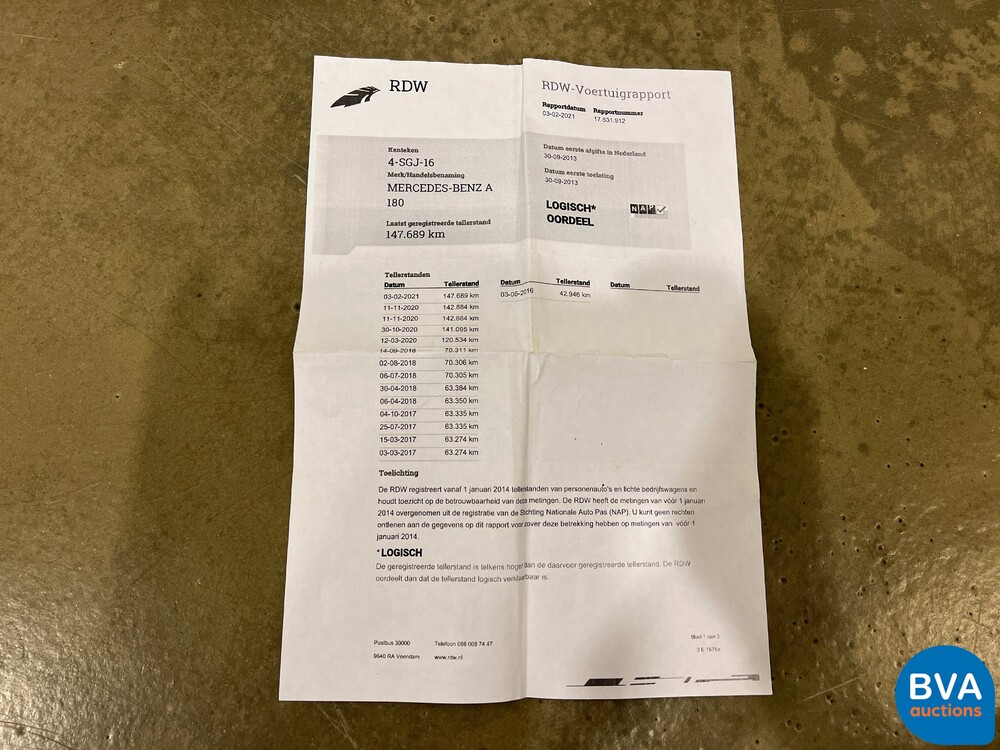 RDW
RDW-Voertuigrapport
Rapportdatum Rapportnummer
03-02-2021 17.531.912
Kenteken
4-SGJ-16
Merk/Handelsbenaming
MERCEDES-BENZ A
180
Laatst geregistreerde tellerstand
147.689 km
Datum eerste afgifte in Nederland
30-09-2013
Datum eerste toelating
30-09-2013
LOGISCH*
OORDEEL
NAP
Tellerstanden
Datum Tellerstand Datum Tellerstand Datum Tellerstand
03-02-2021 147.689 km 03-05-2016 42.946 km
11-11-2020 142.884 km
11-11-2020 142.884 km
30-10-2020 141.095 km
12-03-2020 120.534 km
14-09-2018 70.311 km
02-08-2018 70.306 km
06-07-2018 70.305 km
30-04-2018 63.384 km
06-04-2018 63.350 km
04-10-2017 63.335 km
25-07-2017 63.335 km
15-03-2017 63.274 km
03-03-2017 63.274 km
Toelichting
De RDW registreert vanaf 1 januari 2014 tellerstanden van personenauto's en lichte bedrijfswagens en
houdt toezicht op de betrouwbaarheid van deze metingen. De RDW heeft de metingen van vóór 1 januari
2014 overgenomen uit de registratie van de Stichting Nationale Auto Pas (NAP). U kunt geen rechten
ontlenen aan de gegevens op dit rapport voor zover deze betrekking hebben op metingen van vóór 1
januari 2014.
*LOGISCH
De geregistreerde tellerstand is telkens hoger dan de daarvoor geregistreerde tellerstand. De RDW
oordeelt dan dat de tellerstand logisch verklaarbaar is.
Postbus 30000 Telefoon 088 008 74 47
9640 RA Veendam www.rdw.nl
Blad 1 van 3
3 E 1675e
BVA
auctions